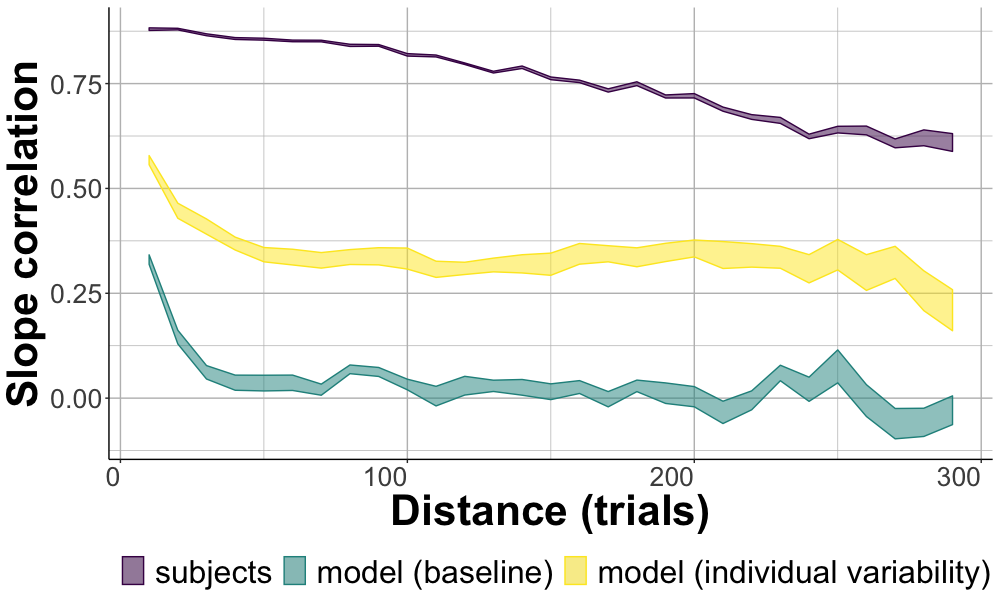 Slope correlation
0.75
0.50
0.25
0.00
0 100 200 300
Distance (trials)
subjects model (baseline) model (individual variability)